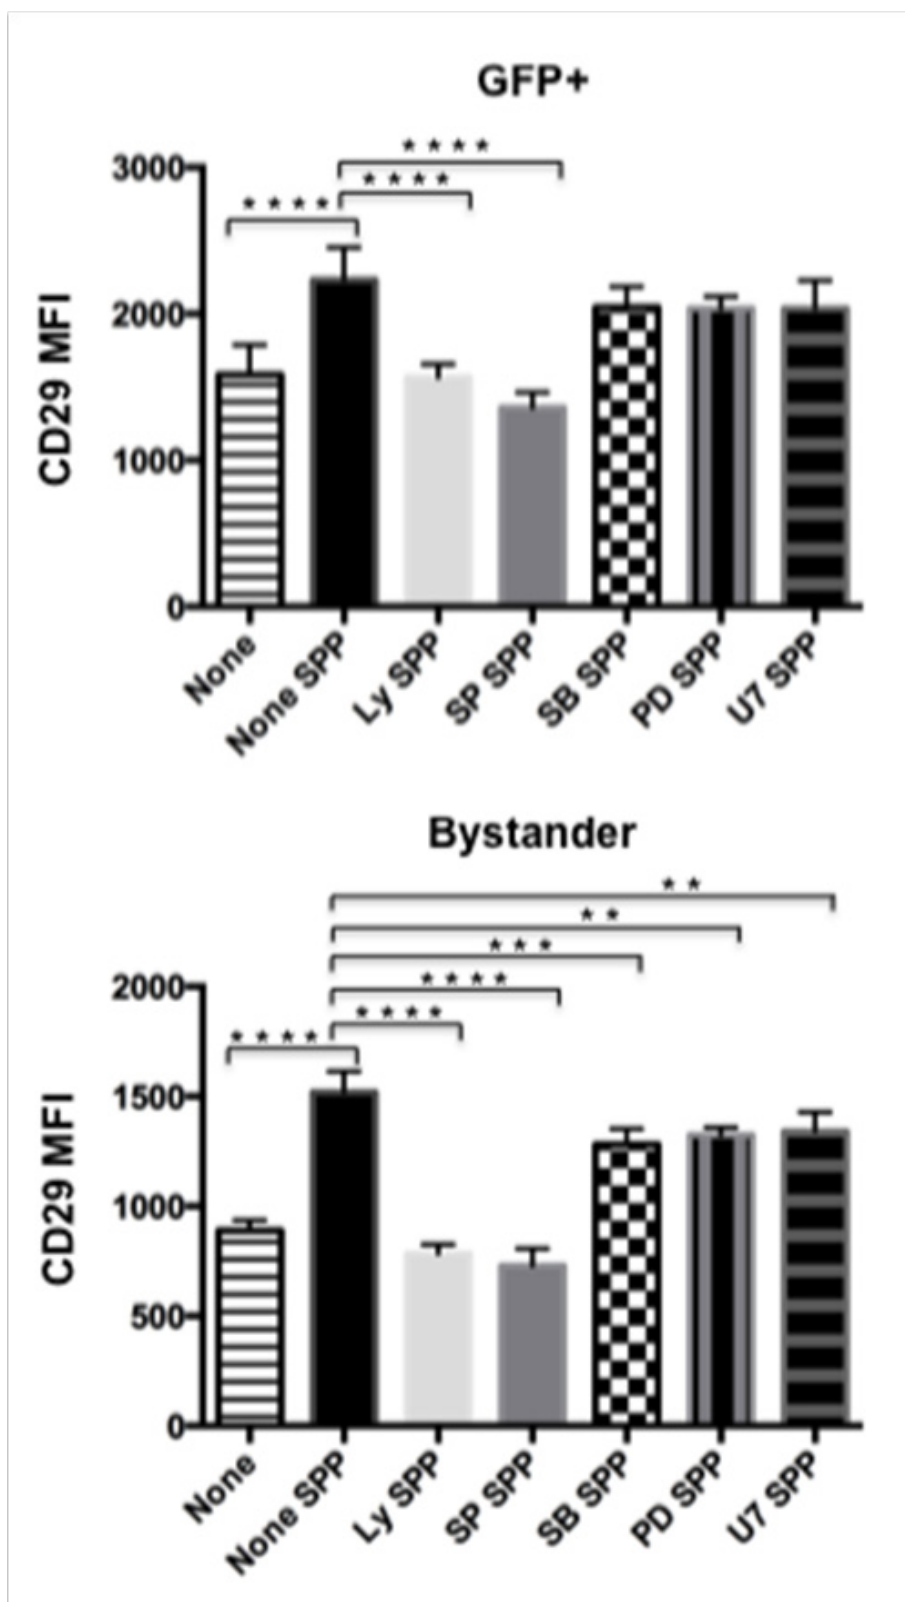 GFP+
* * * *
3000
* * * *
* * * *
2000
CD29 MFI
1000
0
None
None SPP
Ly SPP
SP SPP
SB SPP
PD SPP
U7 SPP
Bystander
* *
* *
* * *
* * * *
2000
* * * *
* * * *
1500
CD29 MFI
1000
500
0
None
None SPP
Ly SPP
SP SPP
SB SPP
PD SPP
U7 SPP